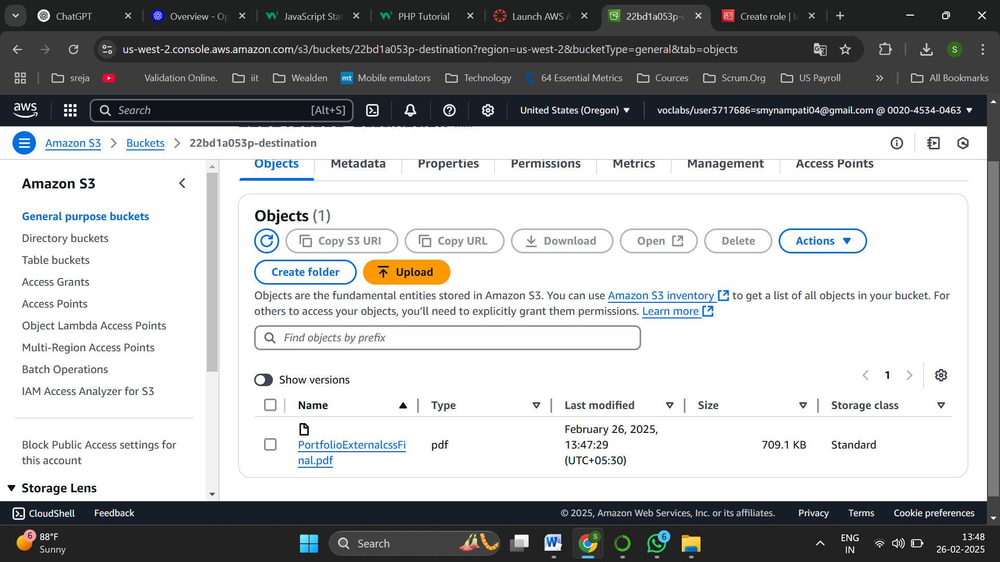 ChatGPT
Overview - Op
JavaScript Stat
PHP Tutorial
Launch AWS A
22bd1a053p-d
Create role | IA
us-west-2.console.aws.amazon.com/s3/buckets/22bd1a053p-destination?region=us-west-2&bucketType=general&tab=objects
S
sreja
Validation Online.
iit
Wealden
mt Mobile emulators
Technology
64 Essential Metrics
Cources
Scrum.Org
US Payroll
All Bookmarks
aws
Search [Alt+S]
United States (Oregon)
voclabs/user3717686=smynampati04@gmail.com @ 0020-4534-0463
Amazon S3
Buckets
22bd1a053p-destination
Amazon S3
General purpose buckets
Directory buckets
Table buckets
Access Grants
Access Points
Object Lambda Access Points
Multi-Region Access Points
Batch Operations
IAM Access Analyzer for S3
Block Public Access settings for
this account
Storage Lens
Objects
Metadata
Properties
Permissions
Metrics
Management
Access Points
Objects (1)
Copy S3 URI
Copy URL
Download
Open
Delete
Actions
Create folder
Upload
Objects are the fundamental entities stored in Amazon S3. You can use Amazon S3 inventory to get a list of all objects in your bucket. For
others to access your objects, you’ll need to explicitly grant them permissions. Learn more
Find objects by prefix
Show versions
1
Name
Type
Last modified
Size
Storage class
PortfolioExternalcssFi
nal.pdf
pdf
February 26, 2025,
13:47:29
(UTC+05:30)
709.1 KB
Standard
CloudShell
Feedback
© 2025, Amazon Web Services, Inc. or its affiliates.
Privacy
Terms
Cookie preferences
6
88°F
Sunny
Search
S
6
ENG
IN
13:48
26-02-2025